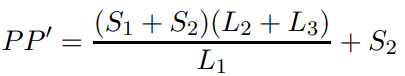 PP′ = \frac{(S_1 + S_2)(L_2 + L_3)}{L_1} + S_2